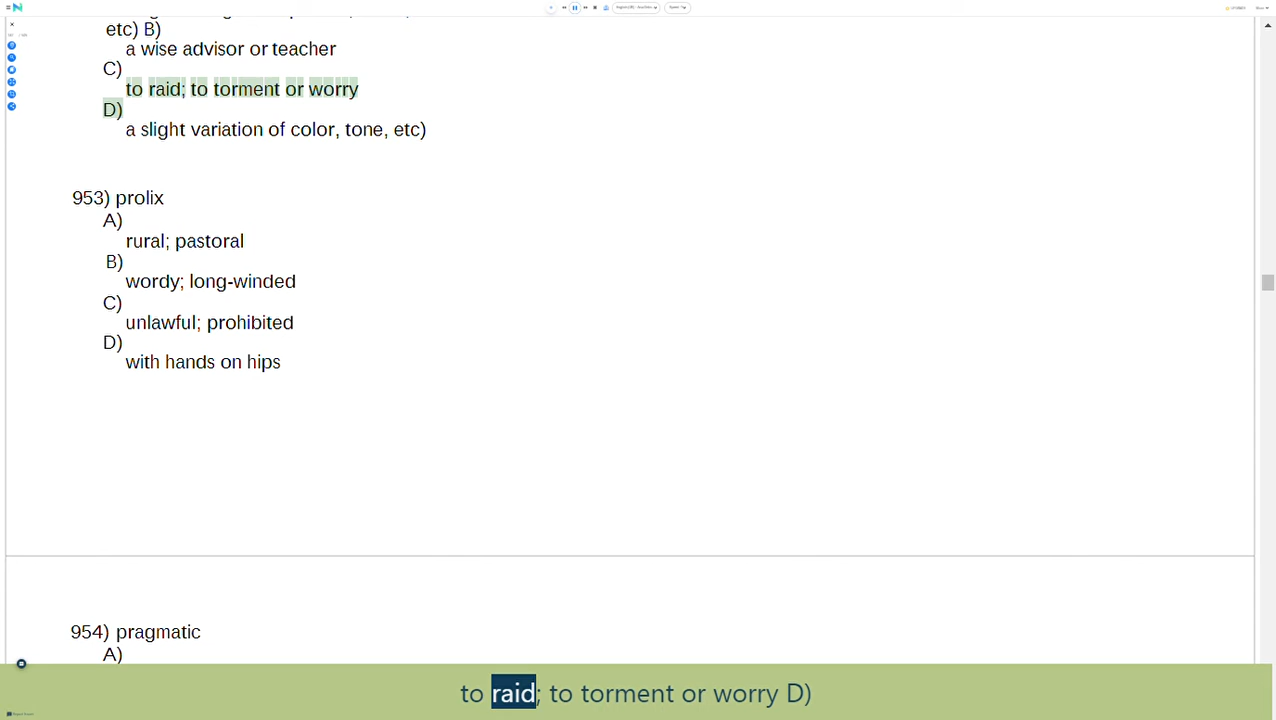 etc) B)
a wise advisor or teacher
C)
to raid; to torment or worry
D)
a slight variation of color, tone, etc)
953) prolix
A)
rural; pastoral
B)
wordy; long-winded
C)
unlawful; prohibited
D)
with hands on hips
954) pragmatic
A)
to raid; to torment or worry D)